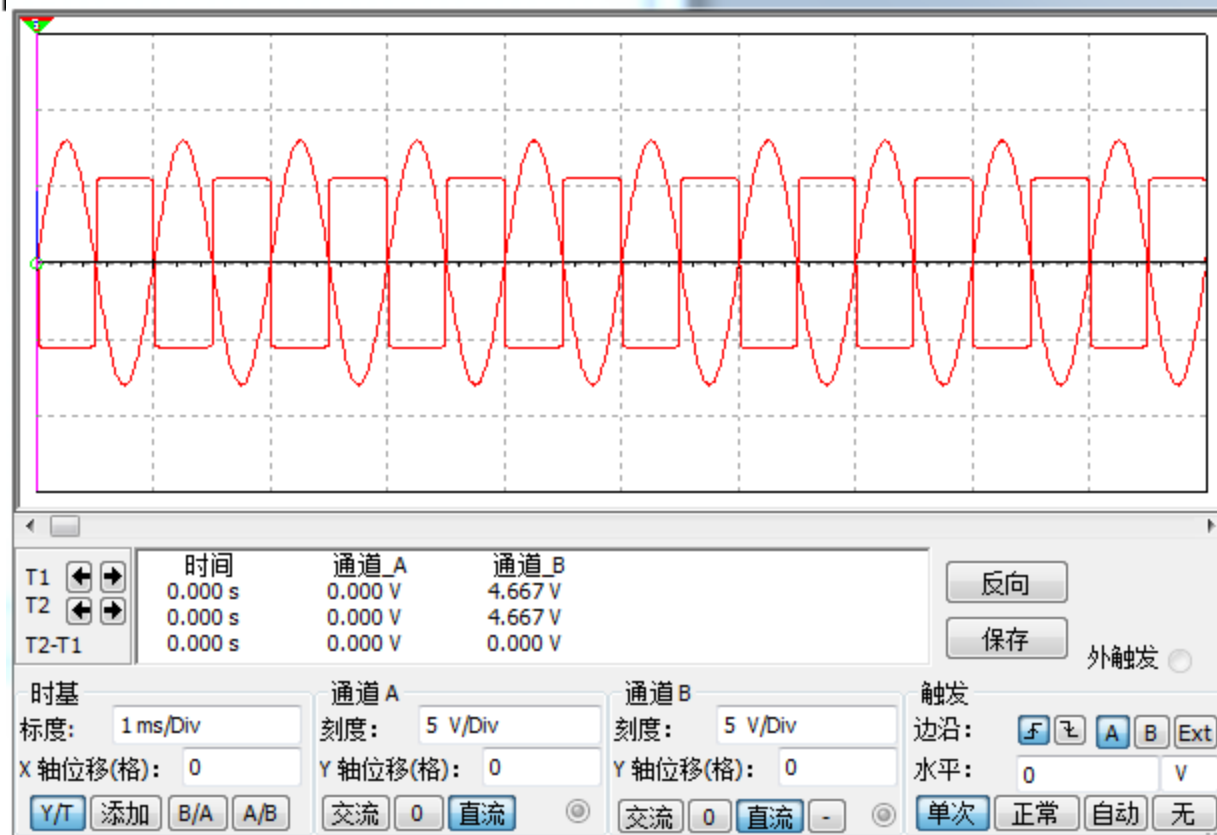 时间 通道_A 通道_B
T1 0.000 s 0.000 V 4.667 V
T2 0.000 s 0.000 V 4.667 V
T2-T1 0.000 s 0.000 V 0.000 V
反向
保存
外触发
时基
标度: 1 ms/Div
X 轴位移(格): 0
Y/T 添加 B/A A/B
通道 A
刻度: 5 V/Div
Y 轴位移(格): 0
交流 0 直流
通道 B
刻度: 5 V/Div
Y 轴位移(格): 0
交流 0 直流 -
触发
边沿: A B Ext
水平: 0 V
单次 正常 自动 无